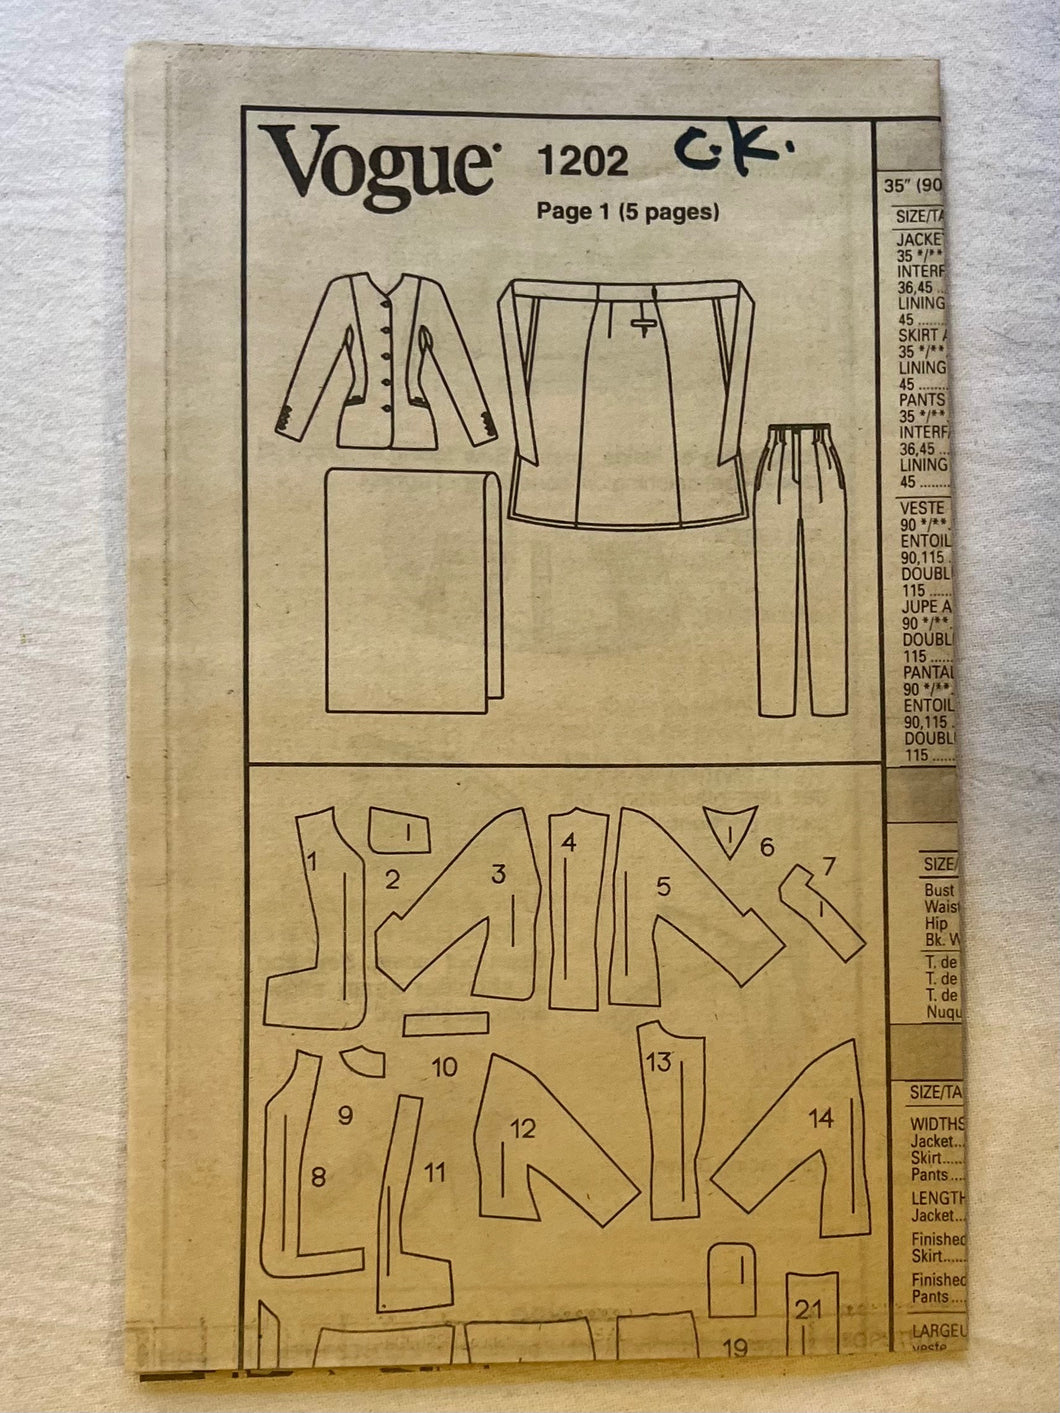 Vogue 1202 C.K.
Page 1 (5 pages)
35" (90
SIZE/TA
JACKE
35 */**
INTERF
36,45 ..
LINING
45 ........
SKIRT A
35 */**.
LINING
45 ........
PANTS
35 */**
INTERF
36,45 ...
LINING
45 ........
VESTE
90 */**.
ENTOIL
90,115 .
DOUBL
115 ......
JUPE A
90 */**.
DOUBL
115 ......
PANTAL
90 */**.
ENTOIL
90,115 .
DOUBL
115 ......
SIZE/
Bust
Waist
Hip
Bk. W
T. de
T. de
T. de
Nuqu
SIZE/TA
WIDTHS
Jacket...
Skirt.....
Pants....
LENGTH
Jacket...
Finished
Skirt......
Finished
Pants....
LARGEU
veste
1
2
3
4
5
6
7
8
9
10
11
12
13
14
19
21